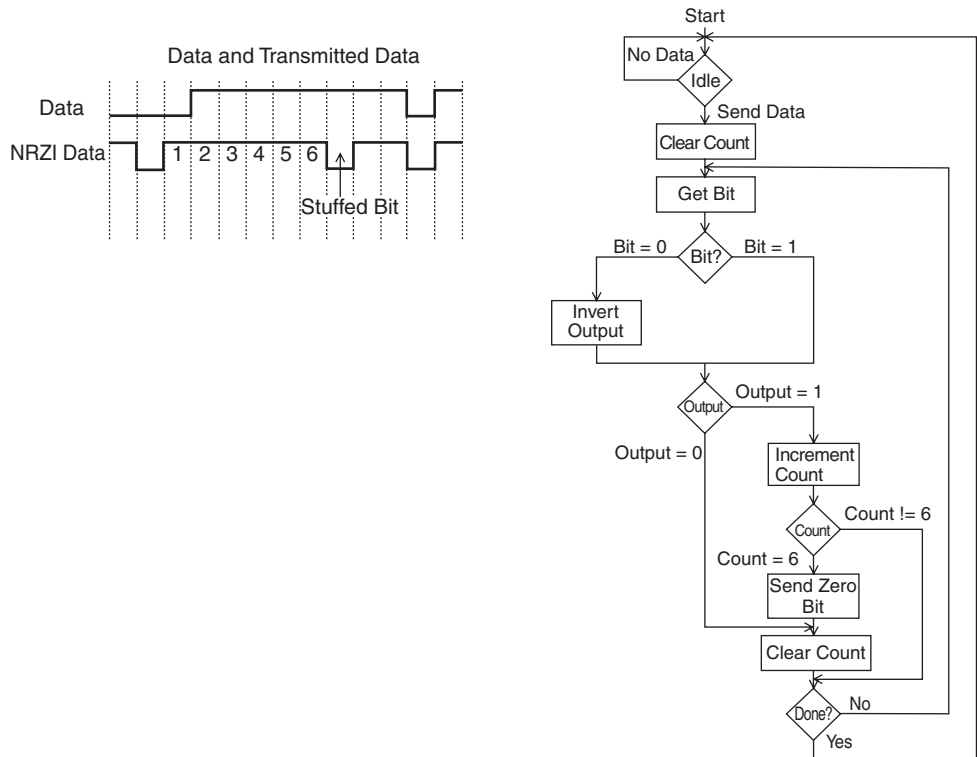 Data and Transmitted Data
Data
NRZI Data
1 2 3 4 5 6
Stuffed Bit
Start
No Data
Idle
Send Data
Clear Count
Get Bit
Bit = 0
Bit?
Bit = 1
Invert
Output
Output
Output = 1
Output = 0
Increment
Count
Count
Count != 6
Count = 6
Send Zero
Bit
Clear Count
Done?
No
Yes